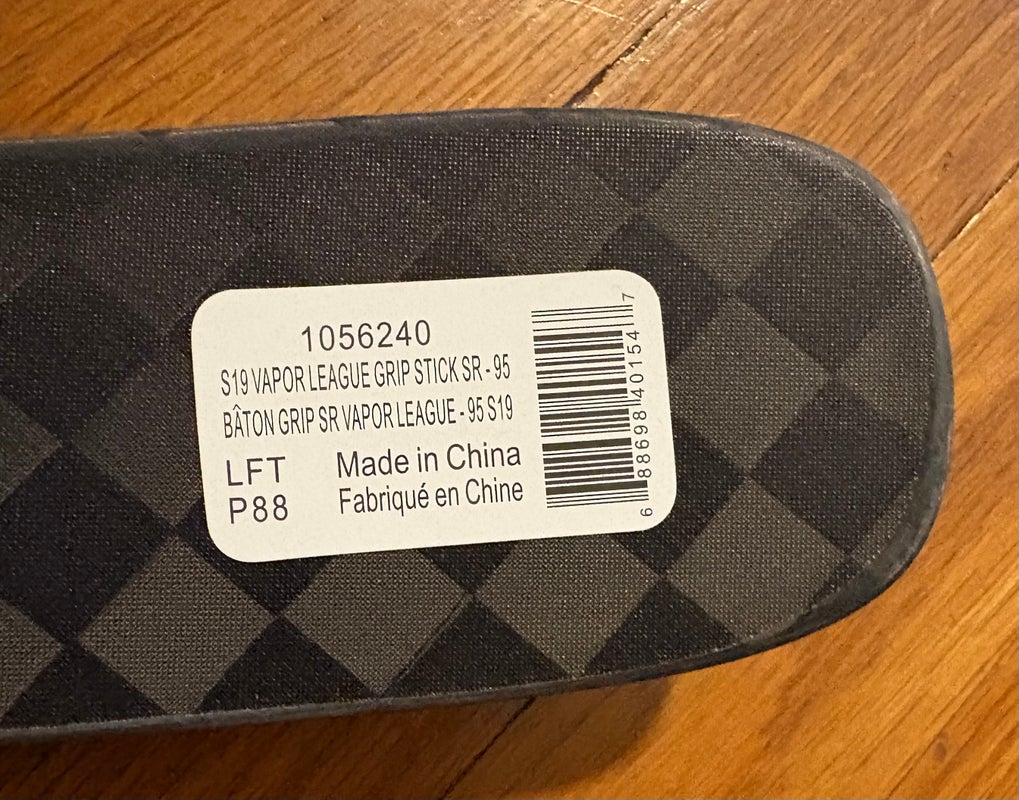 1056240
S19 VAPOR LEAGUE GRIP STICK SR - 95
BÂTON GRIP SR VAPOR LEAGUE - 95 S19
LFT
P88
Made in China
Fabriqué en Chine
6 88698 40154 7